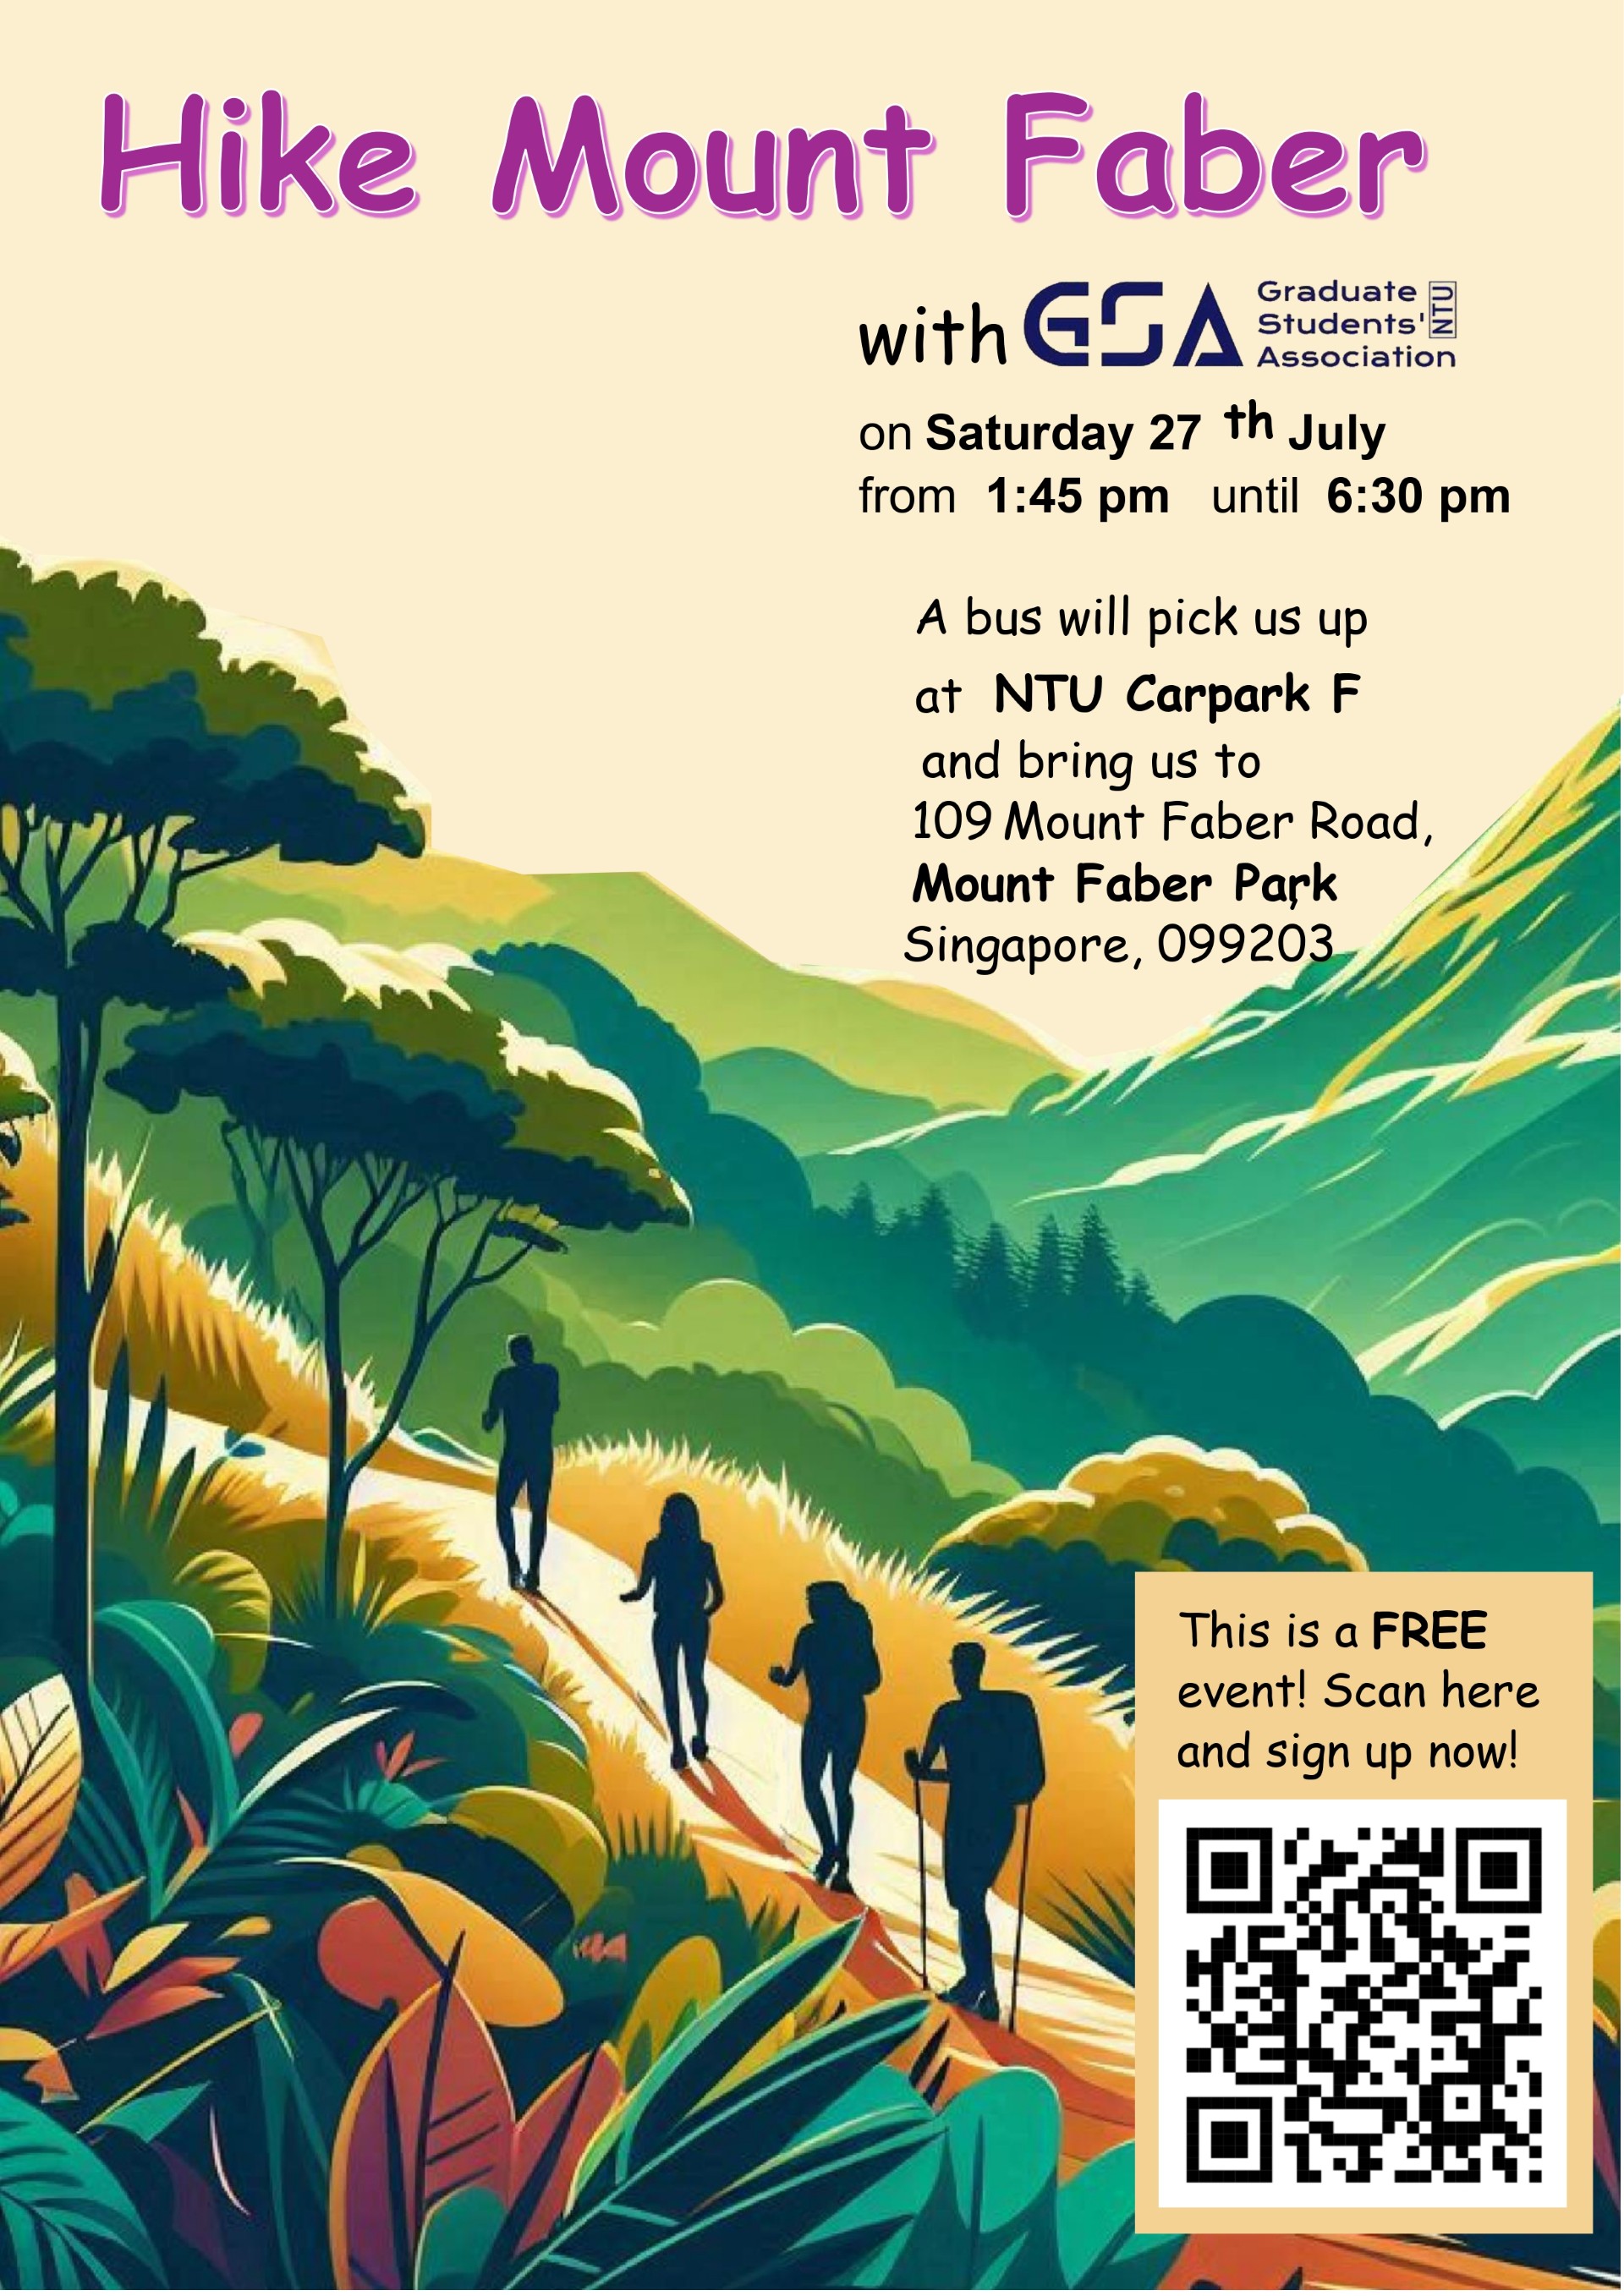 Hike Mount Faber
with GSA Graduate Students' Association NTU
on Saturday 27 th July
from 1:45 pm until 6:30 pm
A bus will pick us up
at NTU Carpark F
and bring us to
109 Mount Faber Road,
Mount Faber Park,
Singapore, 099203
This is a FREE
event! Scan here
and sign up now!